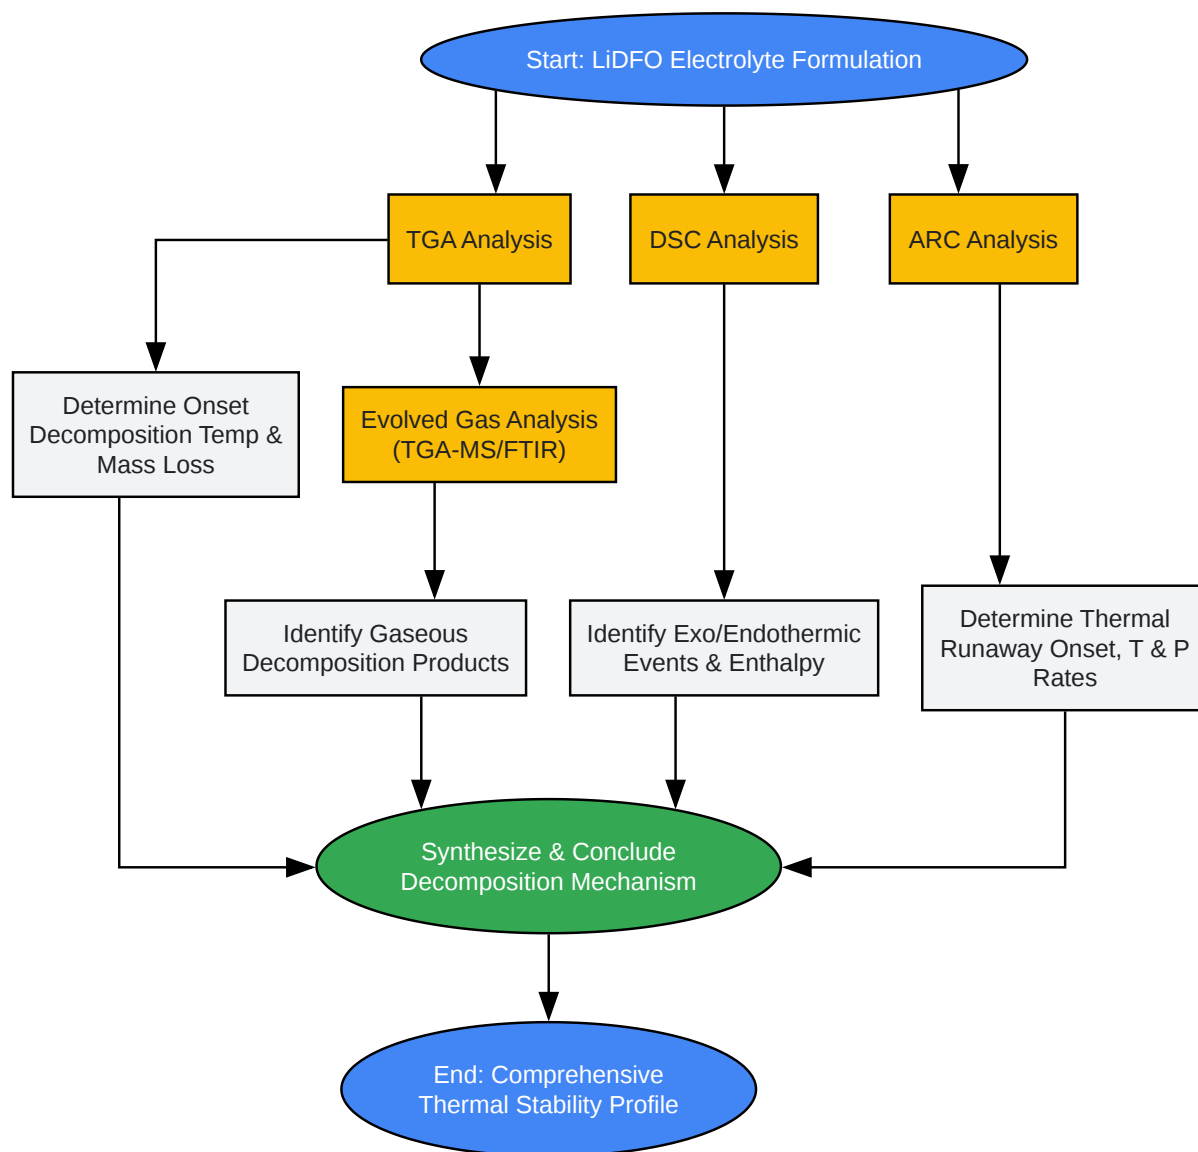 Start: LiDFO Electrolyte Formulation
TGA Analysis
DSC Analysis
ARC Analysis
Determine Onset
Decomposition Temp &
Mass Loss
Evolved Gas Analysis
(TGA-MS/FTIR)
Identify Gaseous
Decomposition Products
Identify Exo/Endothermic
Events & Enthalpy
Determine Thermal
Runaway Onset, T & P
Rates
Synthesize & Conclude
Decomposition Mechanism
End: Comprehensive
Thermal Stability Profile